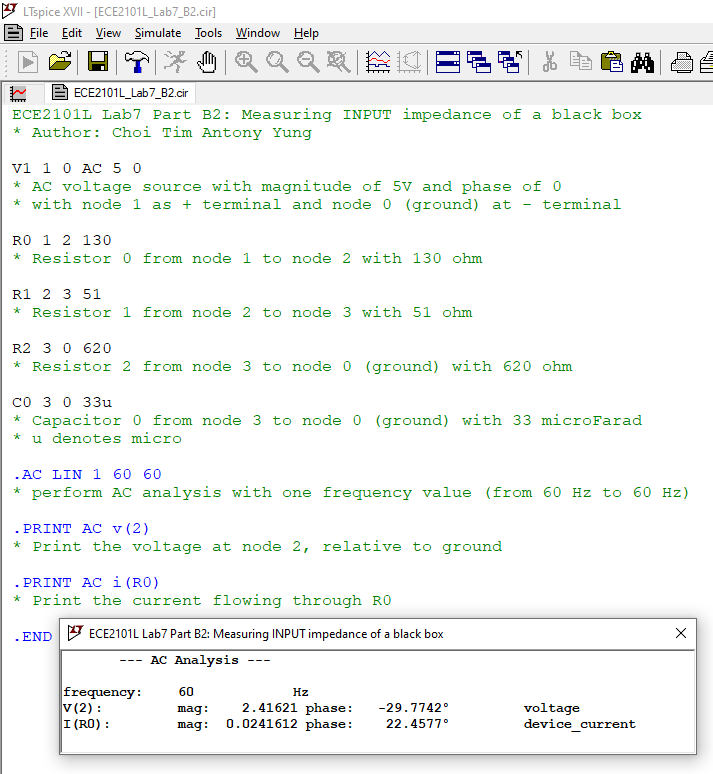 LTspice XVII - [ECE2101L_Lab7_B2.cir]
File Edit View Simulate Tools Window Help
ECE2101L_Lab7_B2.cir
ECE2101L Lab7 Part B2: Measuring INPUT impedance of a black box
* Author: Choi Tim Antony Yung
V1 1 0 AC 5 0
* AC voltage source with magnitude of 5V and phase of 0
* with node 1 as + terminal and node 0 (ground) at - terminal
R0 1 2 130
* Resistor 0 from node 1 to node 2 with 130 ohm
R1 2 3 51
* Resistor 1 from node 2 to node 3 with 51 ohm
R2 3 0 620
* Resistor 2 from node 3 to node 0 (ground) with 620 ohm
C0 3 0 33u
* Capacitor 0 from node 3 to node 0 (ground) with 33 microFarad
* u denotes micro
.AC LIN 1 60 60
* perform AC analysis with one frequency value (from 60 Hz to 60 Hz)
.PRINT AC v(2)
* Print the voltage at node 2, relative to ground
.PRINT AC i(R0)
* Print the current flowing through R0
.END
ECE2101L Lab7 Part B2: Measuring INPUT impedance of a black box
--- AC Analysis ---
frequency: 60 Hz
V(2): mag: 2.41621 phase: -29.7742° voltage
I(R0): mag: 0.0241612 phase: 22.4577° device_current